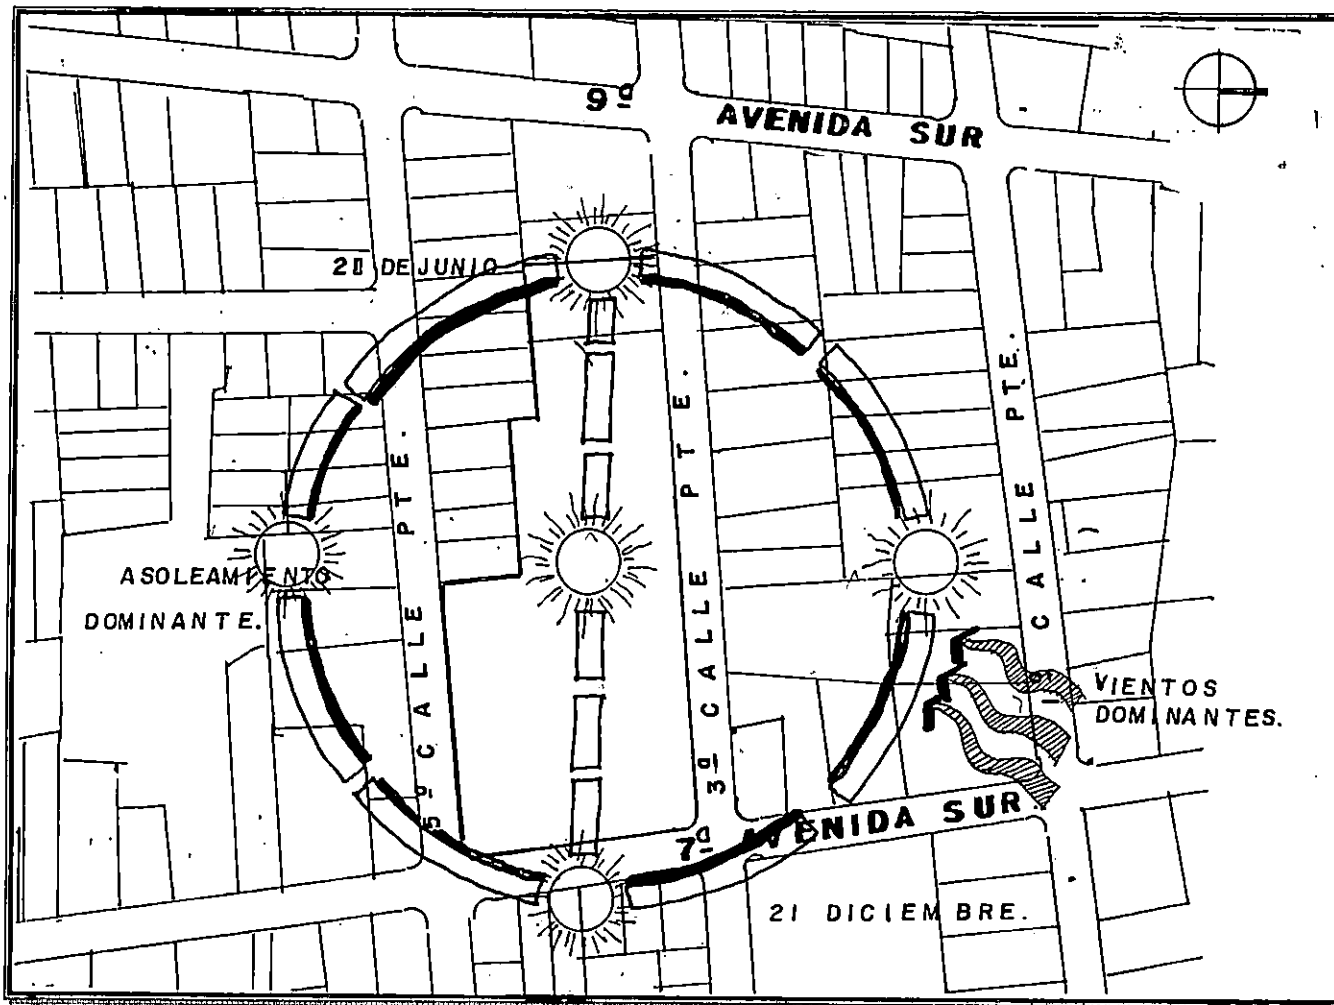 9ª
AVENIDA SUR
21 DE JUNIO
CALLE PTE.
5ª CALLE PTE.
3ª CALLE PTE.
ASOLEAMIENTO
DOMINANTE.
VIENTOS
DOMINANTES.
7ª AVENIDA SUR
21 DICIEMBRE.